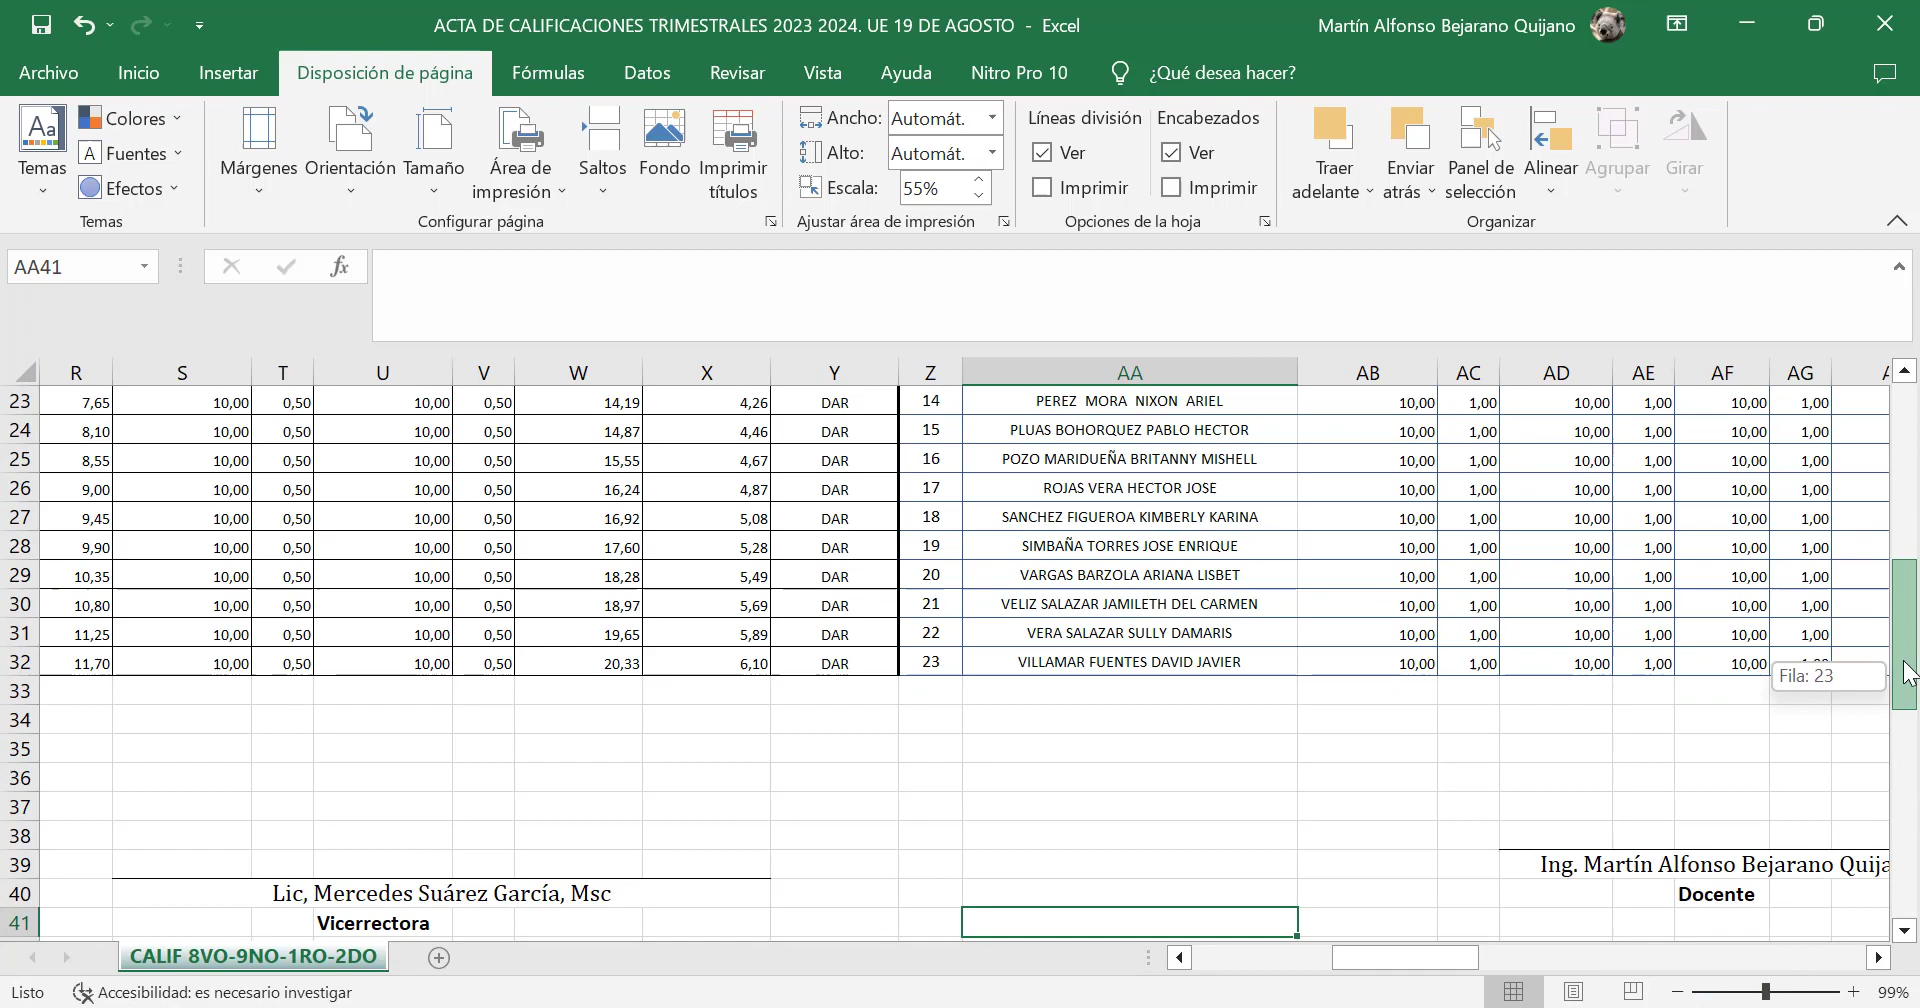 ACTA DE CALIFICACIONES TRIMESTRALES 2023 2024. UE 19 DE AGOSTO - Excel
Martín Alfonso Bejarano Quijano
Archivo Inicio Insertar Disposición de página Fórmulas Datos Revisar Vista Ayuda Nitro Pro 10 ¿Qué desea hacer?
Aa Temas
Colores
A Fuentes
Efectos
Temas
Márgenes Orientación Tamaño Área de impresión Saltos Fondo Imprimir títulos
Configurar página
Ancho: Automát.
Alto: Automát.
Escala: 55%
Ajustar área de impresión
Líneas división Encabezados
Ver Ver
Imprimir Imprimir
Opciones de la hoja
Traer adelante Enviar atrás Panel de selección Alinear Agrupar Girar
Organizar
AA41 fx
R S T U V W X Y Z AA AB AC AD AE AF AG
23 7,65 10,00 0,50 10,00 0,50 14,19 4,26 DAR 14 PEREZ MORA NIXON ARIEL 10,00 1,00 10,00 1,00 10,00 1,00
24 8,10 10,00 0,50 10,00 0,50 14,87 4,46 DAR 15 PLUAS BOHORQUEZ PABLO HECTOR 10,00 1,00 10,00 1,00 10,00 1,00
25 8,55 10,00 0,50 10,00 0,50 15,55 4,67 DAR 16 POZO MARIDUEÑA BRITANNY MISHELL 10,00 1,00 10,00 1,00 10,00 1,00
26 9,00 10,00 0,50 10,00 0,50 16,24 4,87 DAR 17 ROJAS VERA HECTOR JOSE 10,00 1,00 10,00 1,00 10,00 1,00
27 9,45 10,00 0,50 10,00 0,50 16,92 5,08 DAR 18 SANCHEZ FIGUEROA KIMBERLY KARINA 10,00 1,00 10,00 1,00 10,00 1,00
28 9,90 10,00 0,50 10,00 0,50 17,60 5,28 DAR 19 SIMBAÑA TORRES JOSE ENRIQUE 10,00 1,00 10,00 1,00 10,00 1,00
29 10,35 10,00 0,50 10,00 0,50 18,28 5,49 DAR 20 VARGAS BARZOLA ARIANA LISBET 10,00 1,00 10,00 1,00 10,00 1,00
30 10,80 10,00 0,50 10,00 0,50 18,97 5,69 DAR 21 VELIZ SALAZAR JAMILETH DEL CARMEN 10,00 1,00 10,00 1,00 10,00 1,00
31 11,25 10,00 0,50 10,00 0,50 19,65 5,89 DAR 22 VERA SALAZAR SULLY DAMARIS 10,00 1,00 10,00 1,00 10,00 1,00
32 11,70 10,00 0,50 10,00 0,50 20,33 6,10 DAR 23 VILLAMAR FUENTES DAVID JAVIER 10,00 1,00 10,00 1,00 10,00
Fila: 23
33
34
35
36
37
38
39 Ing. Martín Alfonso Bejarano Quija
40 Lic, Mercedes Suárez García, Msc Docente
41 Vicerrectora
CALIF 8VO-9NO-1RO-2DO
Listo Accesibilidad: es necesario investigar 99%